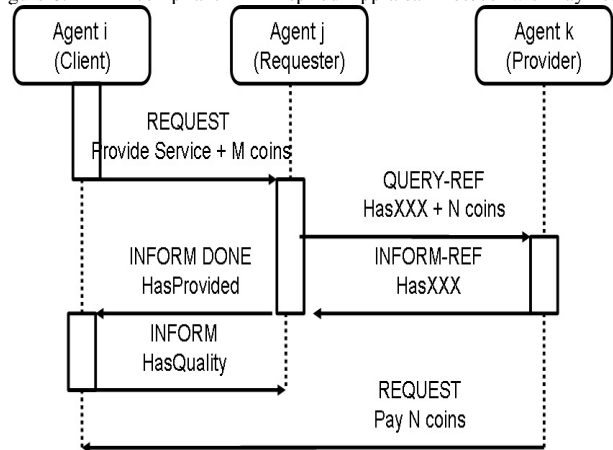 Agent i
(Client)
Agent j
(Requester)
Agent k
(Provider)
REQUEST
Provide Service + M coins
QUERY-REF
HasXXX + N coins
INFORM DONE
HasProvided
INFORM-REF
HasXXX
INFORM
HasQuality
REQUEST
Pay N coins